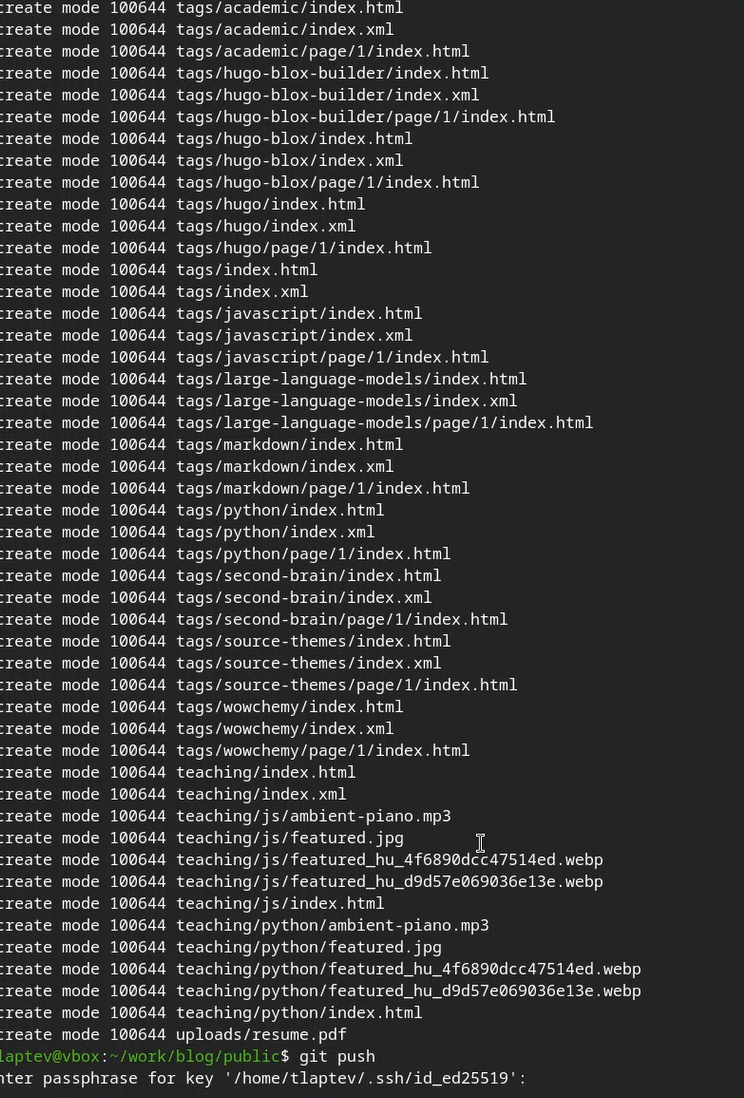 create mode 100644 tags/academic/index.html
create mode 100644 tags/academic/index.xml
create mode 100644 tags/academic/page/1/index.html
create mode 100644 tags/hugo-blox-builder/index.html
create mode 100644 tags/hugo-blox-builder/index.xml
create mode 100644 tags/hugo-blox-builder/page/1/index.html
create mode 100644 tags/hugo-blox/index.html
create mode 100644 tags/hugo-blox/index.xml
create mode 100644 tags/hugo-blox/page/1/index.html
create mode 100644 tags/hugo/index.html
create mode 100644 tags/hugo/index.xml
create mode 100644 tags/hugo/page/1/index.html
create mode 100644 tags/index.html
create mode 100644 tags/index.xml
create mode 100644 tags/javascript/index.html
create mode 100644 tags/javascript/index.xml
create mode 100644 tags/javascript/page/1/index.html
create mode 100644 tags/large-language-models/index.html
create mode 100644 tags/large-language-models/index.xml
create mode 100644 tags/large-language-models/page/1/index.html
create mode 100644 tags/markdown/index.html
create mode 100644 tags/markdown/index.xml
create mode 100644 tags/markdown/page/1/index.html
create mode 100644 tags/python/index.html
create mode 100644 tags/python/index.xml
create mode 100644 tags/python/page/1/index.html
create mode 100644 tags/second-brain/index.html
create mode 100644 tags/second-brain/index.xml
create mode 100644 tags/second-brain/page/1/index.html
create mode 100644 tags/source-themes/index.html
create mode 100644 tags/source-themes/index.xml
create mode 100644 tags/source-themes/page/1/index.html
create mode 100644 tags/wowchemy/index.html
create mode 100644 tags/wowchemy/index.xml
create mode 100644 tags/wowchemy/page/1/index.html
create mode 100644 teaching/index.html
create mode 100644 teaching/index.xml
create mode 100644 teaching/js/ambient-piano.mp3
create mode 100644 teaching/js/featured.jpg
create mode 100644 teaching/js/featured_hu_4f6890dcc47514ed.webp
create mode 100644 teaching/js/featured_hu_d9d57e069036e13e.webp
create mode 100644 teaching/js/index.html
create mode 100644 teaching/python/ambient-piano.mp3
create mode 100644 teaching/python/featured.jpg
create mode 100644 teaching/python/featured_hu_4f6890dcc47514ed.webp
create mode 100644 teaching/python/featured_hu_d9d57e069036e13e.webp
create mode 100644 teaching/python/index.html
create mode 100644 uploads/resume.pdf
laptev@vbox:~/work/blog/public$ git push
nter passphrase for key '/home/tlaptev/.ssh/id_ed25519':